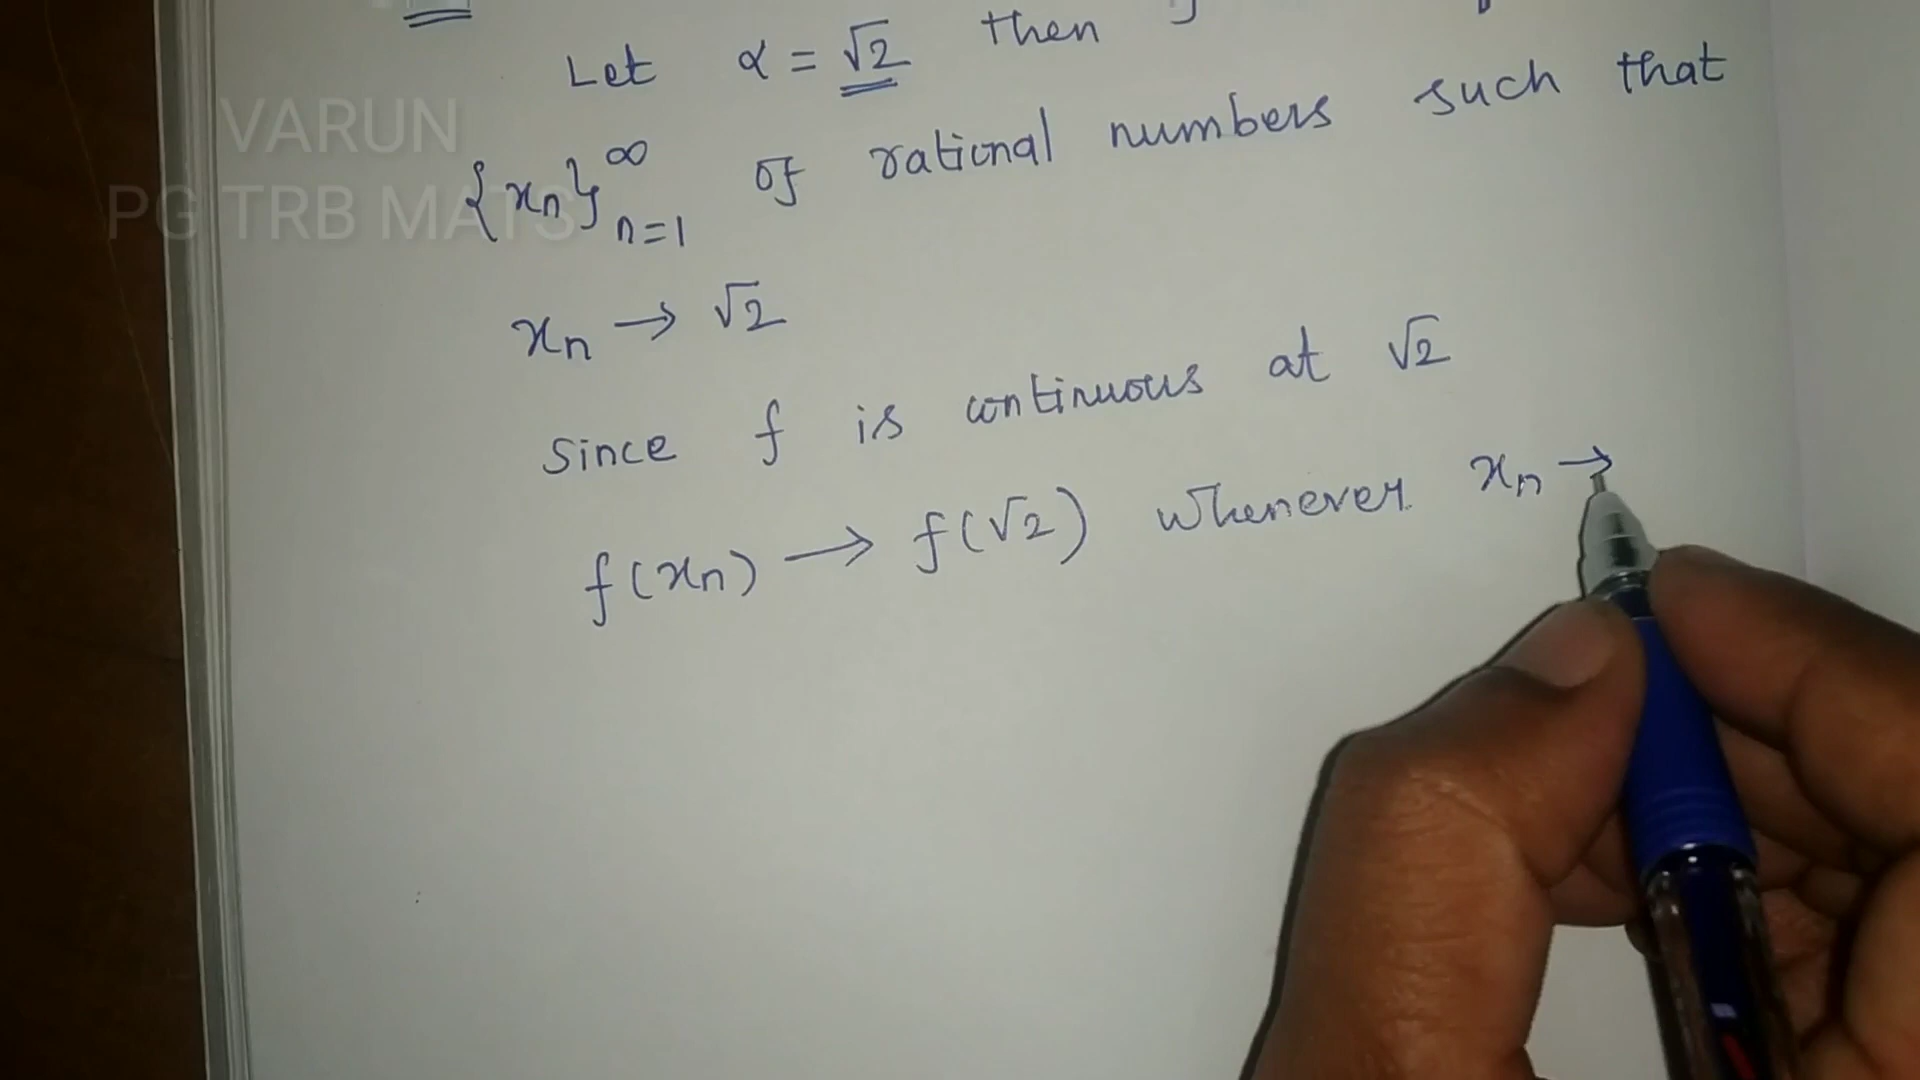 Let α = √2 then
{xn}∞n=1 of rational numbers such that
xn → √2
Since f is continuous at √2
f(xn) → f(√2) whenever xn →
VARUN
PG TRB MATS